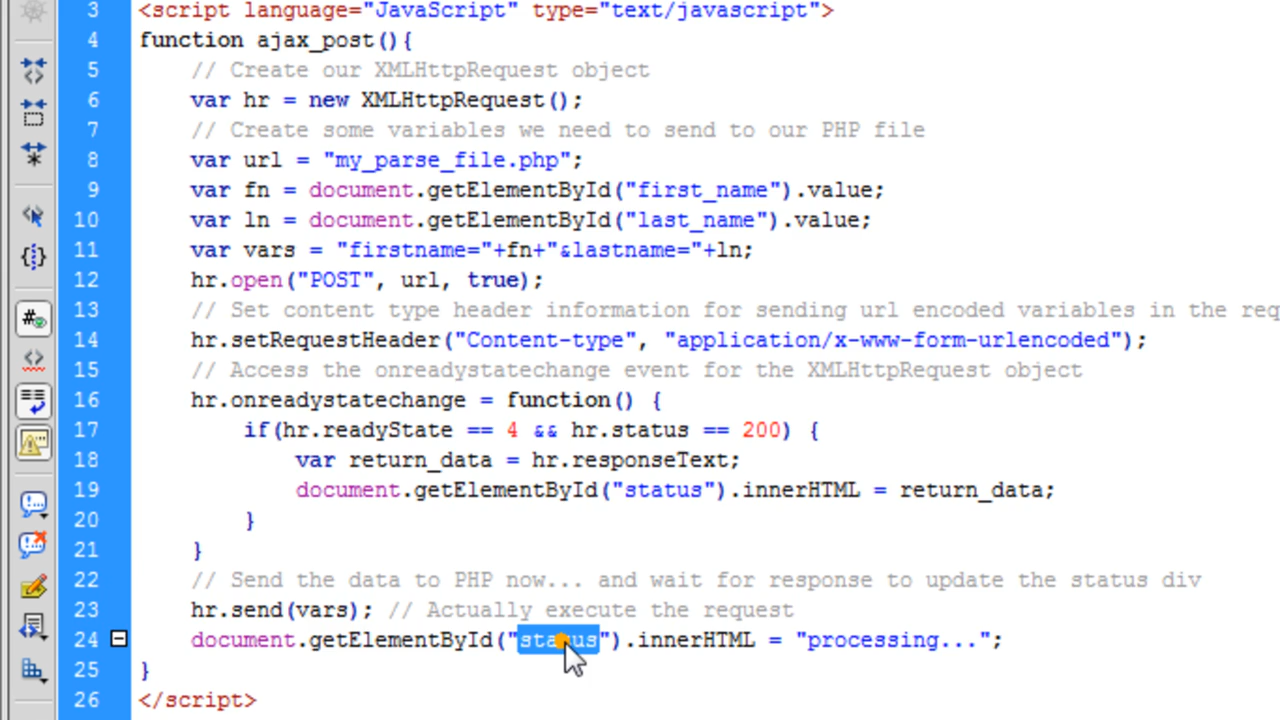 3 <script language="JavaScript" type="text/javascript">
4 function ajax_post(){
5 // Create our XMLHttpRequest object
6 var hr = new XMLHttpRequest();
7 // Create some variables we need to send to our PHP file
8 var url = "my_parse_file.php";
9 var fn = document.getElementById("first_name").value;
10 var ln = document.getElementById("last_name").value;
11 var vars = "firstname="+fn+"&lastname="+ln;
12 hr.open("POST", url, true);
13 // Set content type header information for sending url encoded variables in the req
14 hr.setRequestHeader("Content-type", "application/x-www-form-urlencoded");
15 // Access the onreadystatechange event for the XMLHttpRequest object
16 hr.onreadystatechange = function() {
17 if(hr.readyState == 4 && hr.status == 200) {
18 var return_data = hr.responseText;
19 document.getElementById("status").innerHTML = return_data;
20 }
21 }
22 // Send the data to PHP now... and wait for response to update the status div
23 hr.send(vars); // Actually execute the request
24 document.getElementById("status").innerHTML = "processing...";
25 }
26 </script>